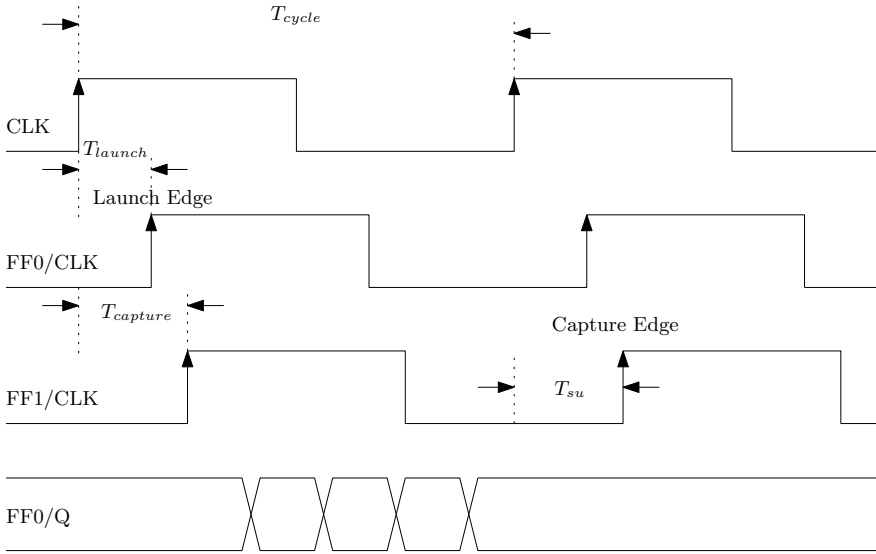 T_cycle
CLK
T_launch
Launch Edge
FF0/CLK
T_capture
Capture Edge
FF1/CLK
T_su
FF0/Q